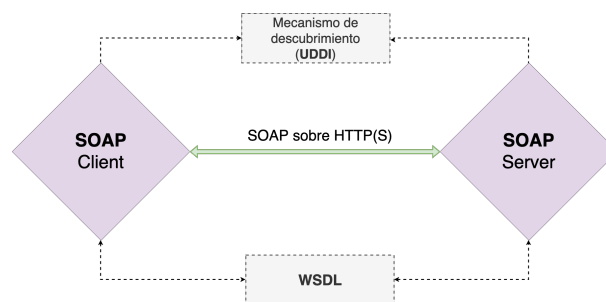 Mecanismo de
descubrimiento
(UDDI)
SOAP
Client
SOAP sobre HTTP(S)
SOAP
Server
WSDL